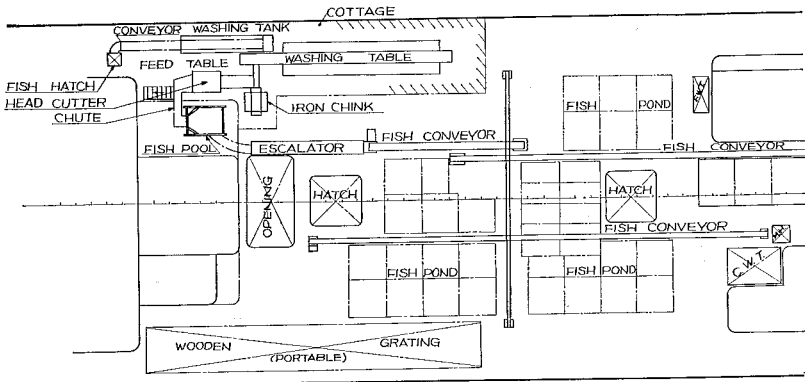 COTTAGE
CONVEYOR WASHING TANK
FEED TABLE
WASHING TABLE
FISH HATCH
HEAD CUTTER
CHUTE
IRON CHINK
FISH POND
FISH POOL
ESCALATOR
FISH CONVEYOR
FISH CONVEYOR
OPENING
HATCH
HATCH
FISH CONVEYOR
FISH POND
FISH POND
C.W.T.
WOODEN GRATING
(PORTABLE)